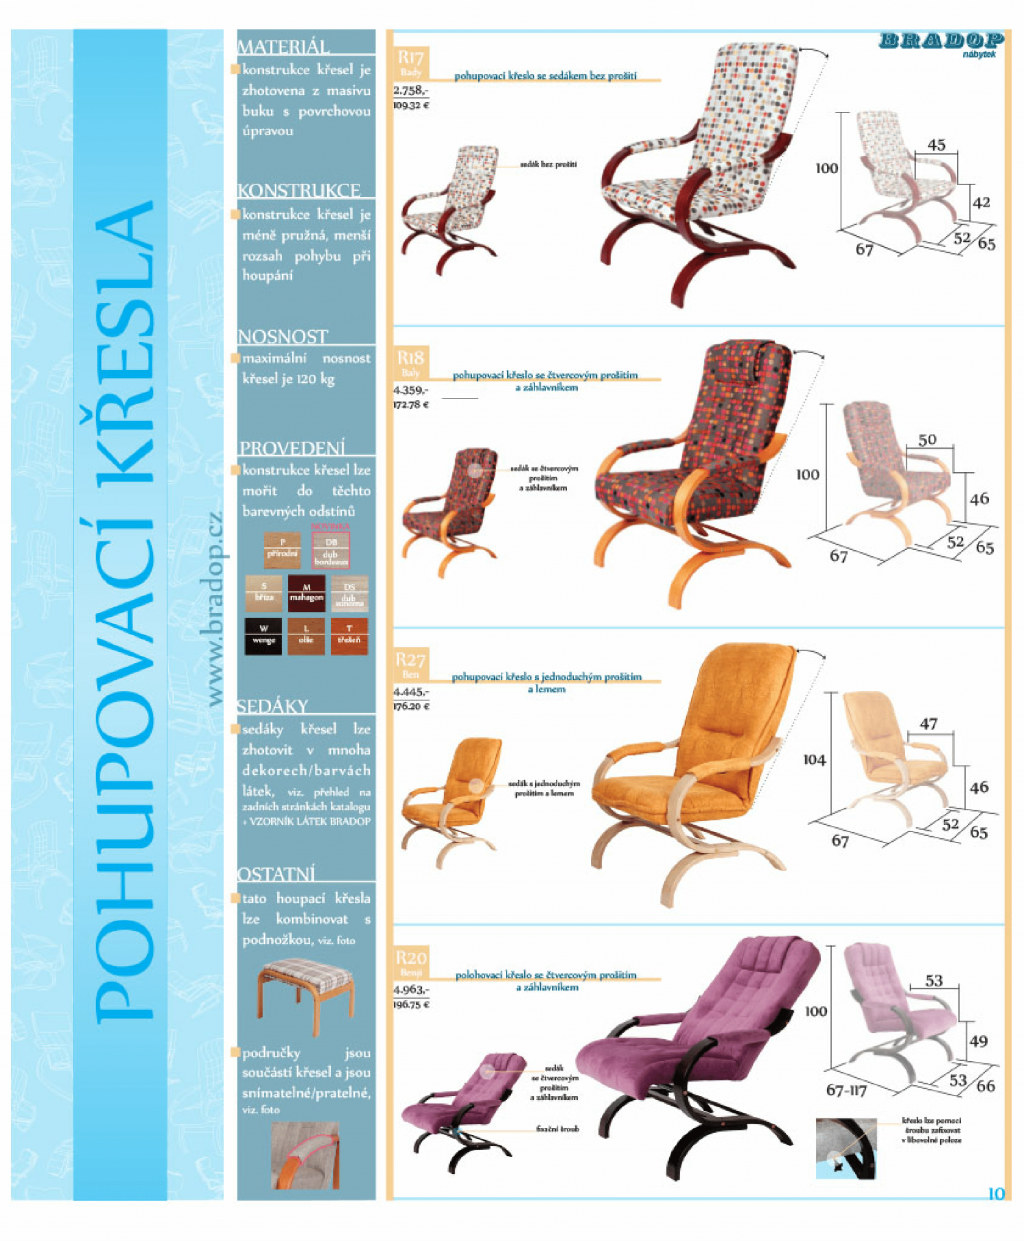 POHUPOVACÍ KŘESLA
www.bradop.cz
MATERIÁL
konstrukce křesel je
zhotovena z masivu
buku s povrchovou
úpravou
KONSTRUKCE
konstrukce křesel je
méně pružná, menší
rozsah pohybu při
houpání
NOSNOST
maximální nosnost
křesel je 120 kg
PROVEDENÍ
konstrukce křesel lze
mořit do těchto
barevných odstínů
NOVINKA
P
přírodní
DB
dub
bordeaux
S
bříza
M
mahagon
DS
dub
sonoma
W
wenge
L
olše
T
třešeň
SEDÁKY
sedáky křesel lze
zhotovit v mnoha
dekorech/barvách
látek, viz. přehled na
zadních stránkách katalogu
+ VZORNÍK LÁTEK BRADOP
OSTATNÍ
tato houpací křesla
lze kombinovat s
podnožkou, viz. foto
područky jsou
součástí křesel a jsou
snímatelné/pratelné,
viz. foto
BRADOP
nábytek
R17
Rady
2.758,-
109.32 €
pohupovací křeslo se sedákem bez prošití
sedák bez prošití
100
45
42
52
65
67
R18
Raly
4.359,-
172.78 €
pohupovací křeslo se čtvercovým prošitím
a záhlavníkem
sedák se čtvercovým
prošitím
a záhlavníkem
100
50
46
52
65
67
R27
Ben
4.445,-
176.20 €
pohupovací křeslo s jednoduchým prošitím
a lemem
sedák s jednoduchým
prošitím a lemem
104
47
46
52
65
67
R20
Benji
4.963,-
196.75 €
polohovací křeslo se čtvercovým prošitím
a záhlavníkem
sedák
se čtvercovým
prošitím
a záhlavníkem
fixační šroub
100
53
49
53
66
67-117
křeslo lze pomocí
šroubu zafixovat
v libovolné poloze
10